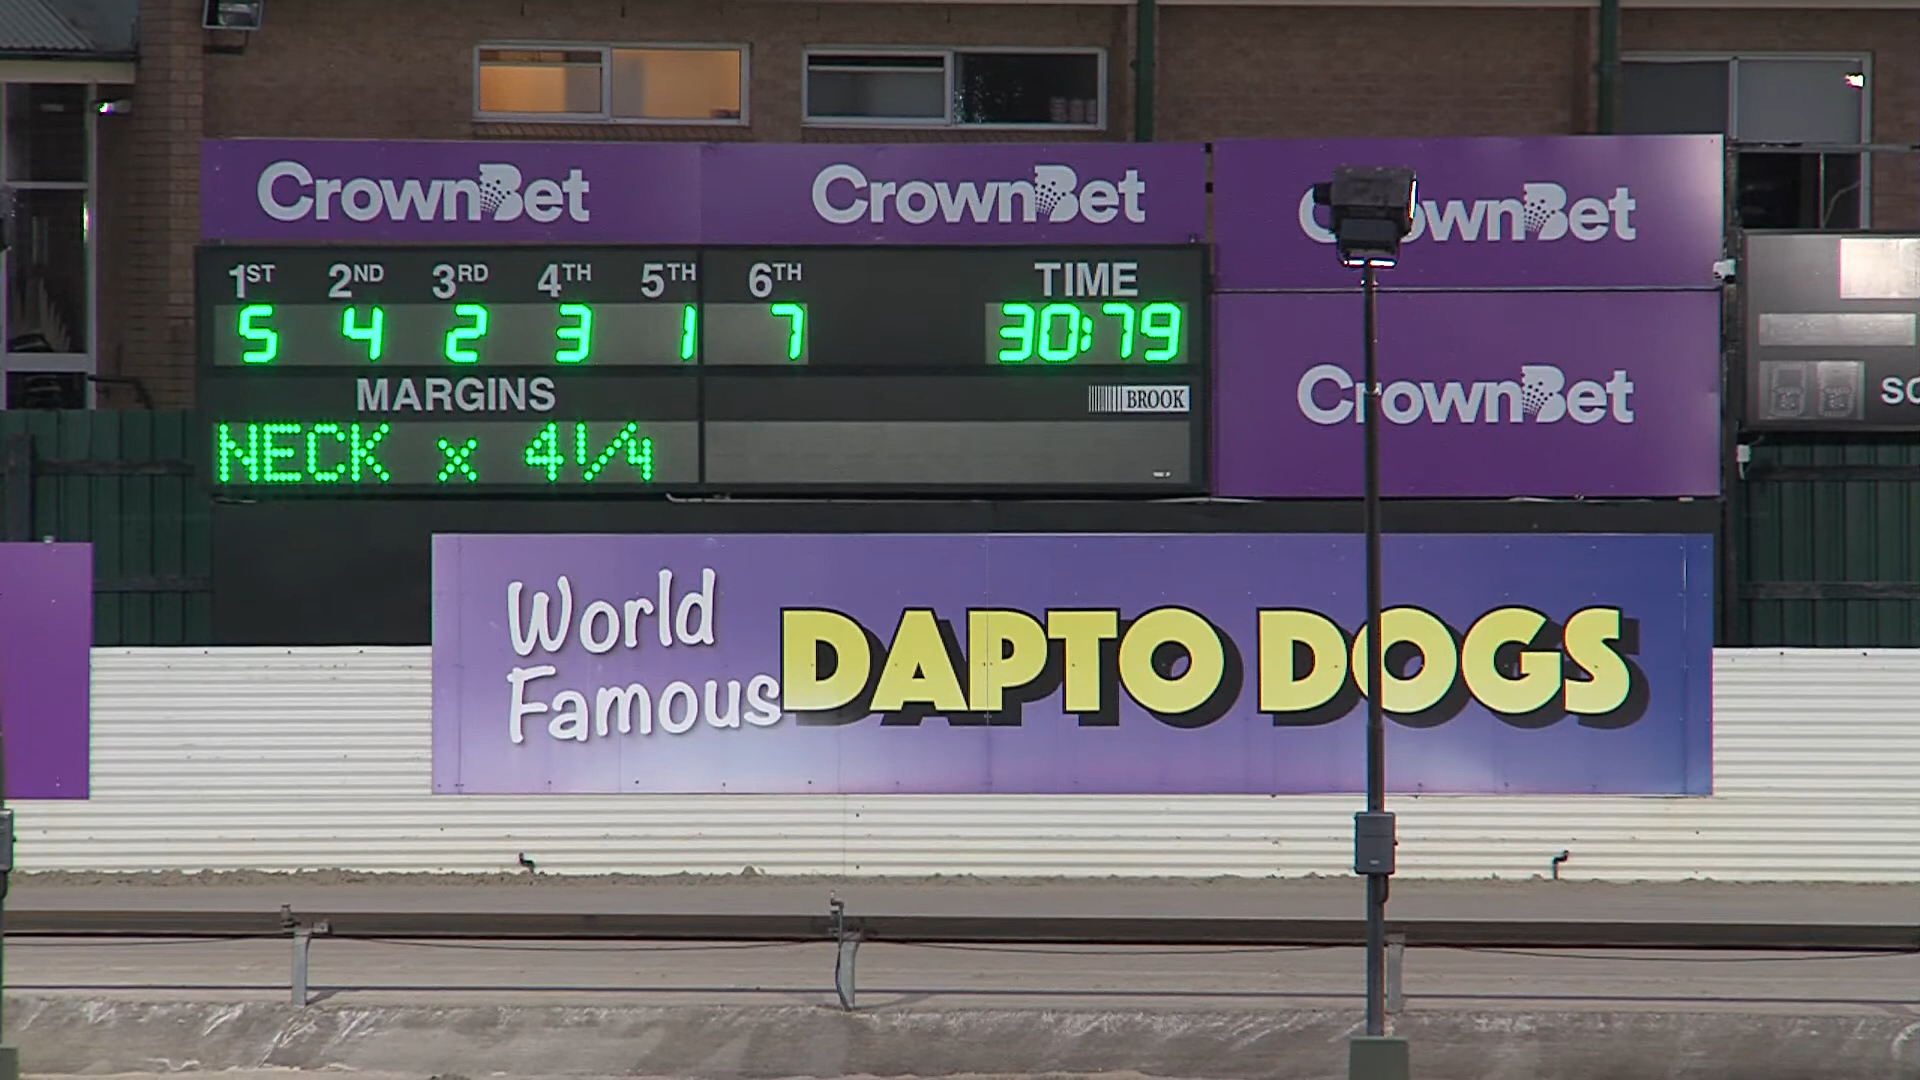 CrownBet CrownBet CrownBet
1ST 2ND 3RD 4TH 5TH 6TH TIME
5 4 2 3 1 7 30:79
MARGINS BROOK
CrownBet
NECK x 4 1/4
SC
World
Famous
DAPTO DOGS